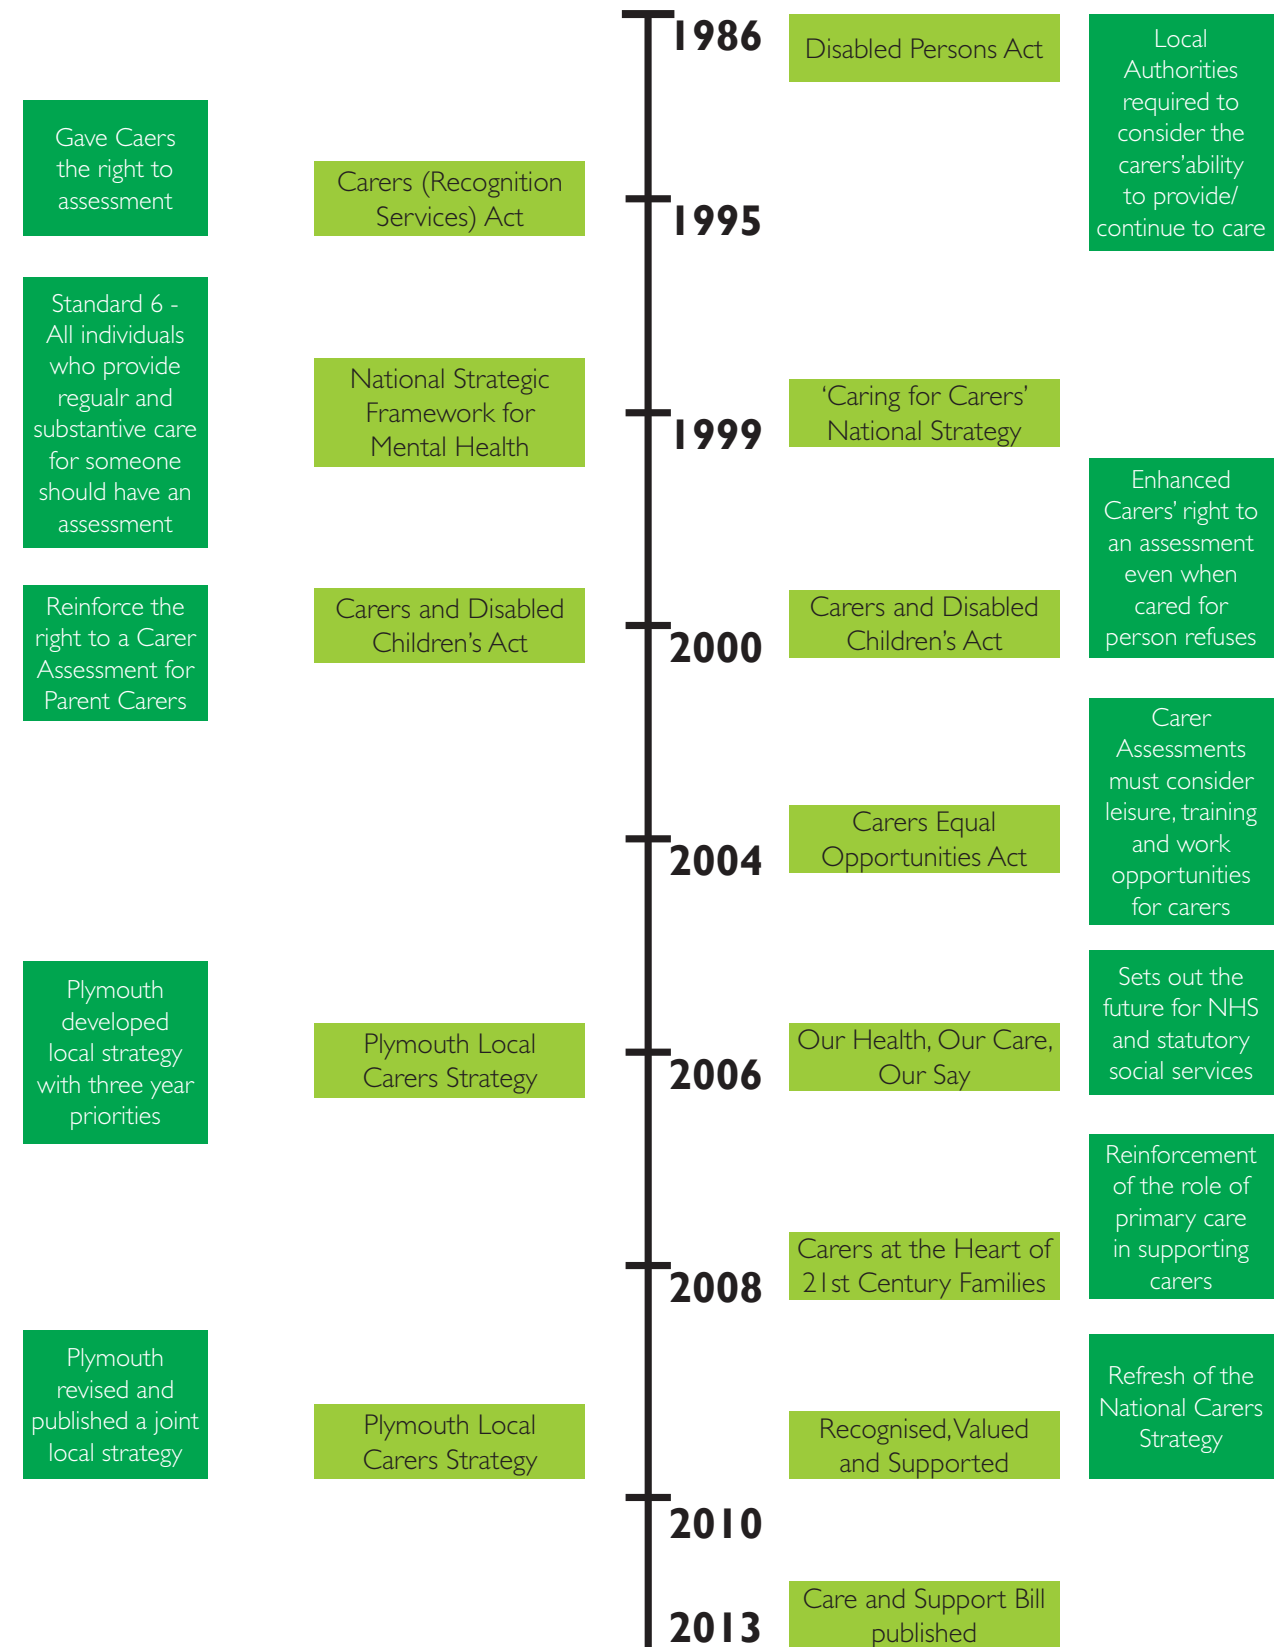 1986
Disabled Persons Act
Local
Authorities
required to
consider the
carers'ability
to provide/
continue to care
Gave Caers
the right to
assessment
Carers (Recognition
Services) Act
1995
Standard 6 -
All individuals
who provide
regualr and
substantive care
for someone
should have an
assessment
National Strategic
Framework for
Mental Health
1999
‘Caring for Carers’
National Strategy
Enhanced
Carers’ right to
an assessment
even when
cared for
person refuses
Reinforce the
right to a Carer
Assessment for
Parent Carers
Carers and Disabled
Children’s Act
2000
Carers and Disabled
Children’s Act
Carer
Assessments
must consider
leisure, training
and work
opportunities
for carers
2004
Carers Equal
Opportunities Act
Plymouth
developed
local strategy
with three year
priorities
Plymouth Local
Carers Strategy
2006
Our Health, Our Care,
Our Say
Sets out the
future for NHS
and statutory
social services
Reinforcement
of the role of
primary care
in supporting
carers
2008
Carers at the Heart of
21st Century Families
Plymouth
revised and
published a joint
local strategy
Plymouth Local
Carers Strategy
Recognised, Valued
and Supported
Refresh of the
National Carers
Strategy
2010
2013
Care and Support Bill
published